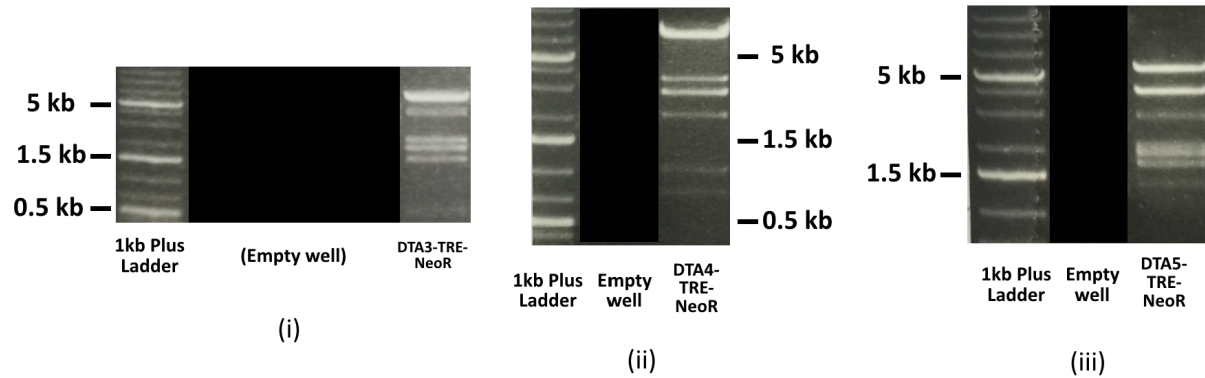 5 kb
1.5 kb
0.5 kb
1kb Plus
Ladder
(Empty well)
DTA3-TRE-
NeoR
(i)
5 kb
1.5 kb
0.5 kb
1kb Plus
Ladder
Empty
well
DTA4-
TRE-
NeoR
(ii)
5 kb
1.5 kb
1kb Plus
Ladder
Empty
well
DTA5-
TRE-
NeoR
(iii)